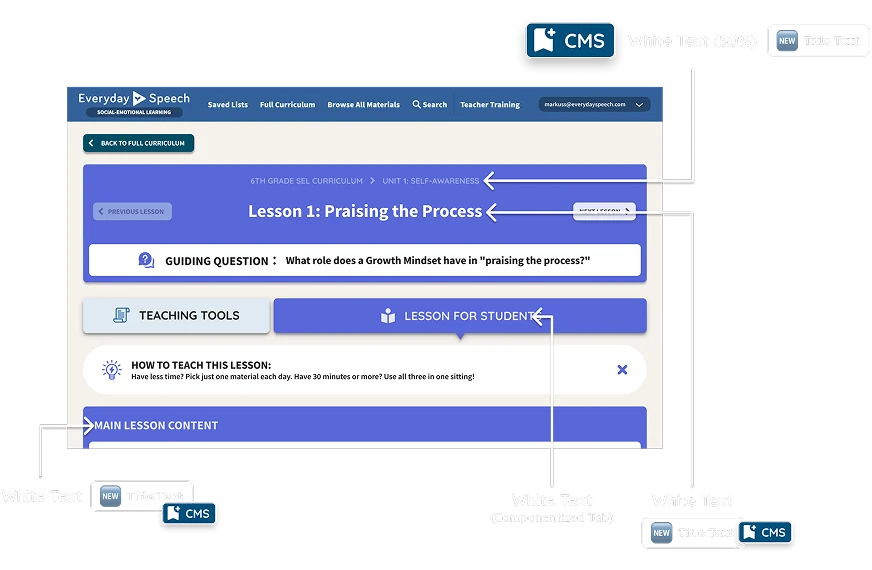 CMS White Text (50%) NEW Title Text
Everyday Speech
SOCIAL-EMOTIONAL LEARNING
Saved Lists Full Curriculum Browse All Materials Search Teacher Training markuss@everydayspeech.com
BACK TO FULL CURRICULUM
6TH GRADE SEL CURRICULUM > UNIT 1: SELF-AWARENESS
PREVIOUS LESSON Lesson 1: Praising the Process NEXT LESSON
GUIDING QUESTION: What role does a Growth Mindset have in "praising the process?"
TEACHING TOOLS LESSON FOR STUDENT
HOW TO TEACH THIS LESSON:
Have less time? Pick just one material each day. Have 30 minutes or more? Use all three in one sitting!
MAIN LESSON CONTENT
White Text NEW Title Text
CMS
White Text
(Componentized Tab)
White Text
NEW Title Text CMS